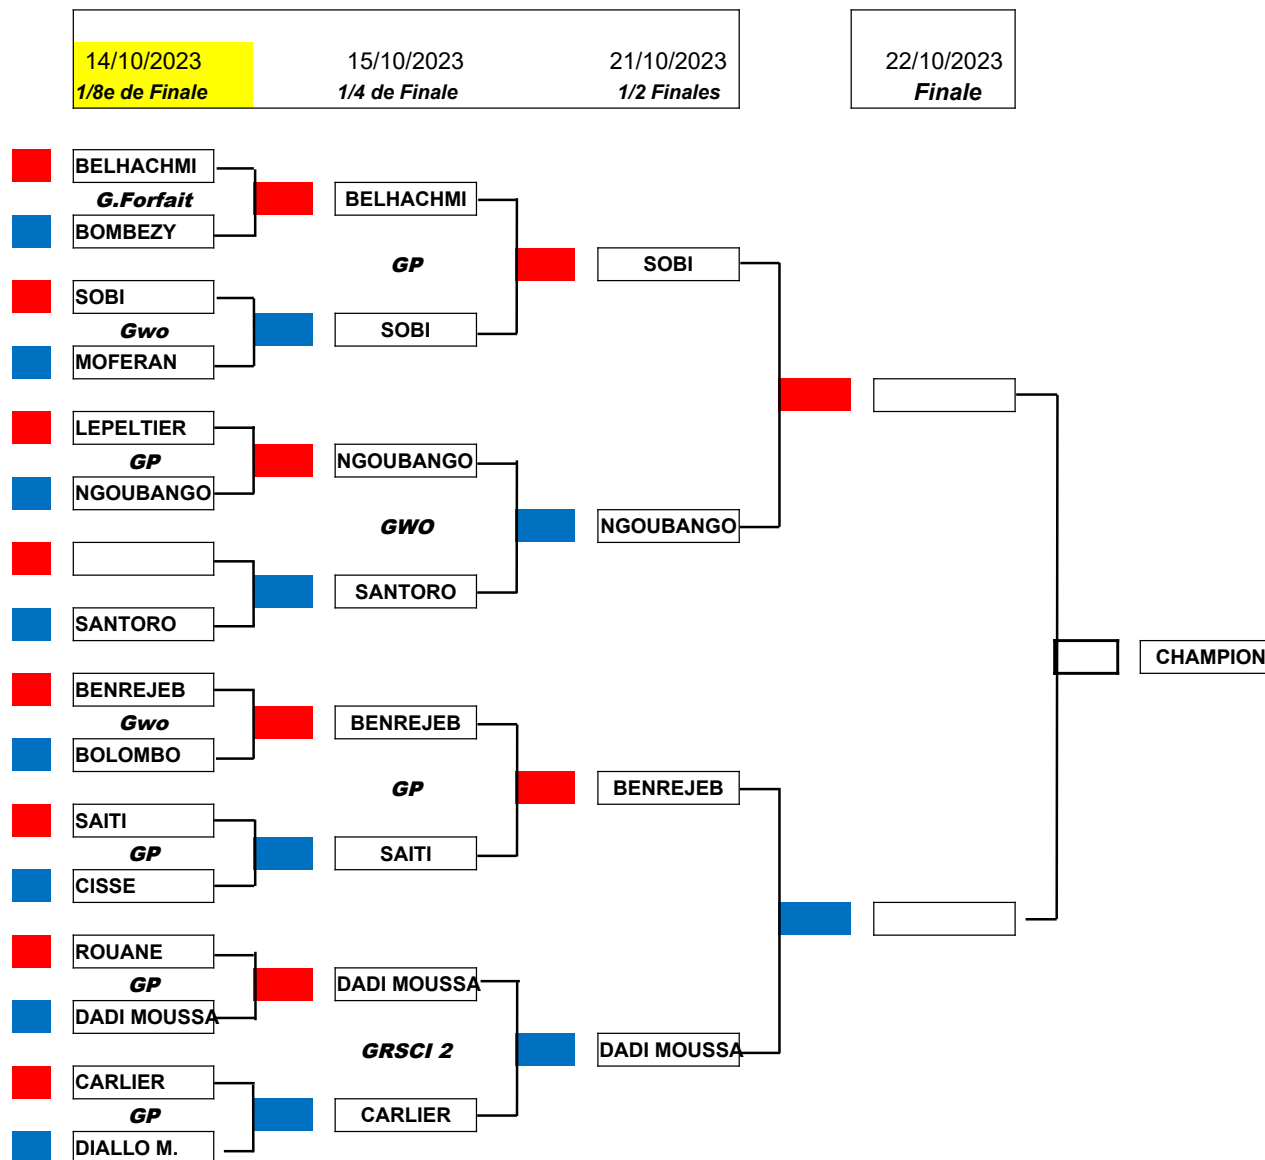 14/10/2023 15/10/2023 21/10/2023 22/10/2023
1/8e de Finale 1/4 de Finale 1/2 Finales Finale
BELHACHMI
G.Forfait BELHACHMI
BOMBEZY
GP SOBI
SOBI
Gwo SOBI
MOFERAN
LEPELTIER
GP NGOUBANGO
NGOUBANGO
GWO NGOUBANGO
SANTORO
SANTORO
CHAMPION
BENREJEB
Gwo BENREJEB
BOLOMBO
GP BENREJEB
SAITI
GP SAITI
CISSE
ROUANE
GP DADI MOUSSA
DADI MOUSSA
GRSCI 2 DADI MOUSSA
CARLIER
GP CARLIER
DIALLO M.